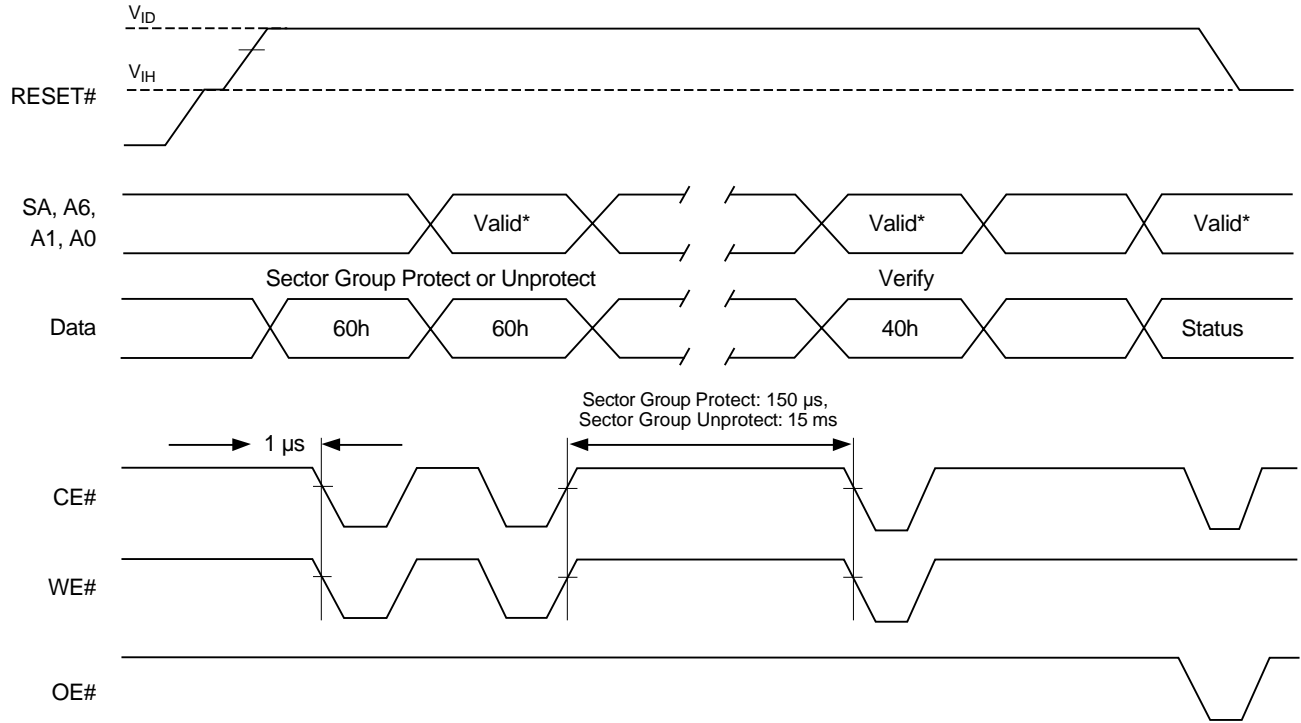 VID
VIH
RESET#
SA, A6,
A1, A0
Valid*
Valid*
Valid*
Sector Group Protect or Unprotect
Verify
Data
60h
60h
40h
Status
Sector Group Protect: 150 µs,
Sector Group Unprotect: 15 ms
1 µs
CE#
WE#
OE#